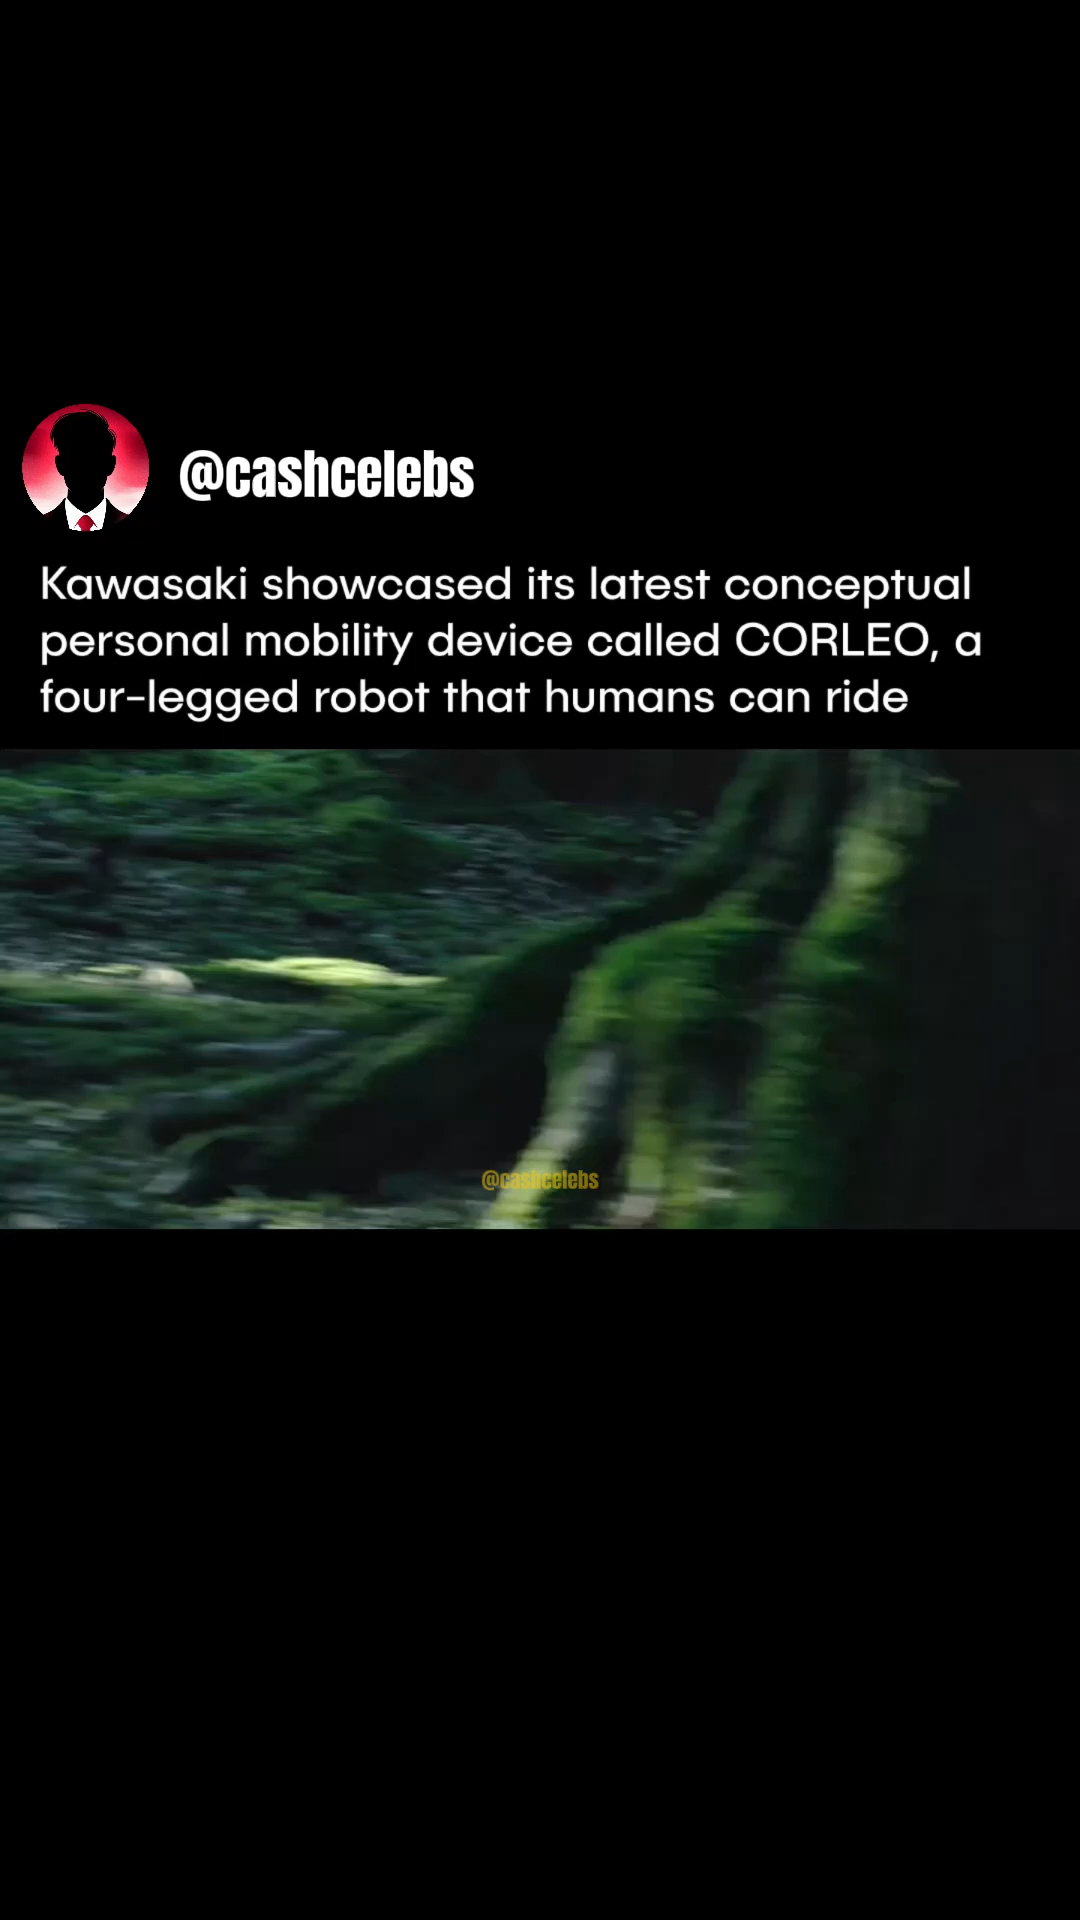 @cashcelebs
Kawasaki showcased its latest conceptual
personal mobility device called CORLEO, a
four-legged robot that humans can ride
@cashcelebs